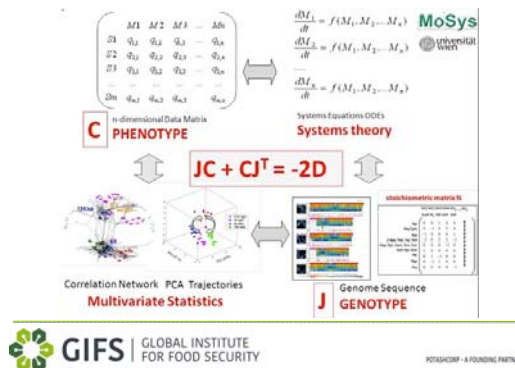 M1 M2 M3 ... Mn
S1 q1,1 q1,2 q1,3 ... q1,n
S2 q2,1 q2,2 q2,3 ... q2,n
S3 q3,1 q3,2 q3,3 ... q3,n
... ... ... ... ... ...
Sm qm,1 qm,2 qm,3 ... qm,n
n-dimensional Data Matrix
C PHENOTYPE
dM1/dt = f(M1, M2,... Mn)
dM2/dt = f(M1, M2,... Mn)
.....
dMn/dt = f(M1, M2,... Mn)
Systems Equations ODEs
Systems theory
MoSys
universität
wien
JC + CJᵀ = -2D
stoichiometric matrix N
Correlation Network PCA Trajectories
Multivariate Statistics
Genome Sequence
J GENOTYPE
GIFS
GLOBAL INSTITUTE
FOR FOOD SECURITY
POTASHCORP - A FOUNDING PARTN